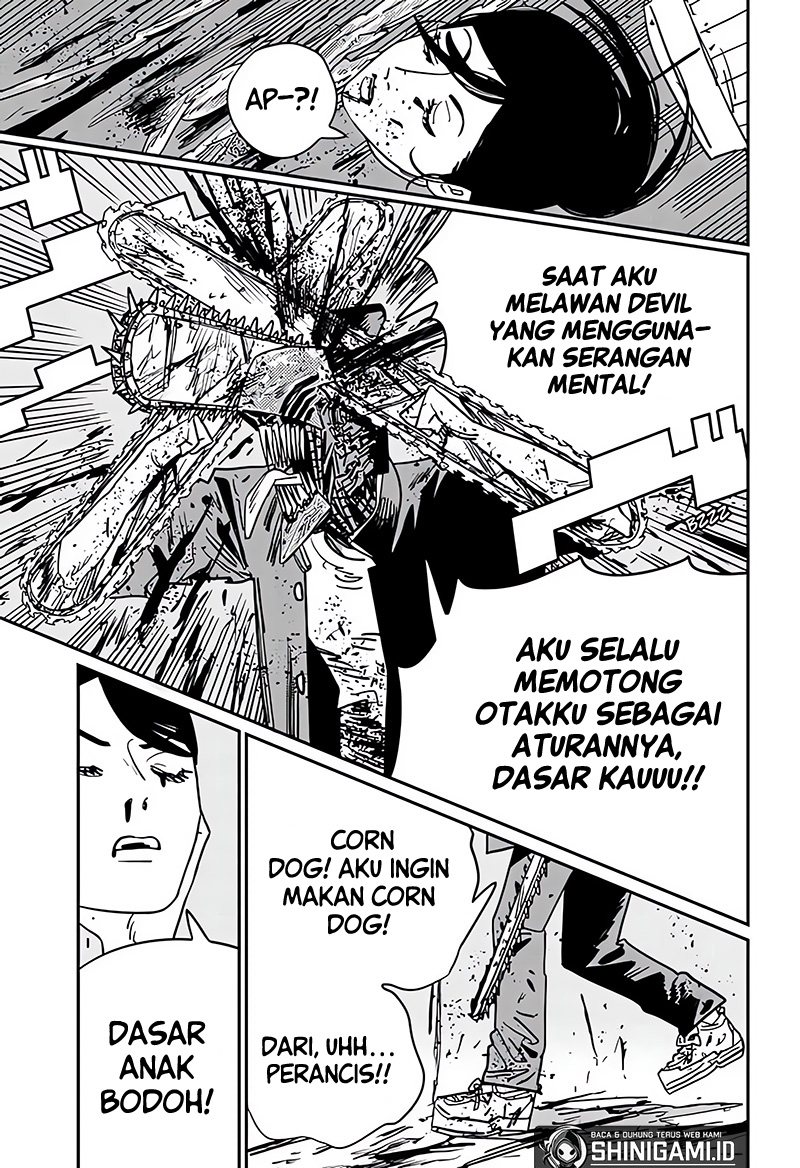 AP-?!
SAAT AKU
MELAWAN DEVIL
YANG MENGGUNA-
KAN SERANGAN
MENTAL!
BZZZ
AKU SELALU
MEMOTONG
OTAKKU SEBAGAI
ATURANNYA,
DASAR KAUUU!!
CORN
DOG! AKU INGIN
MAKAN CORN
DOG!
DARI, UHH...
PERANCIS!!
DASAR
ANAK
BODOH!
BACA & DUKUNG TERUS WEB KAMI
SHINIGAMI.ID